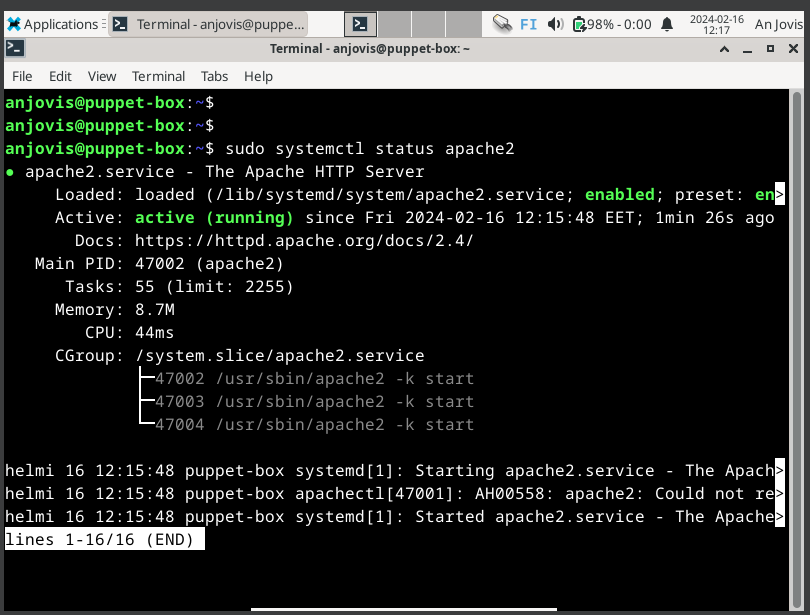 Applications Terminal - anjovis@puppe... FI 98% - 0:00 2024-02-16 12:17 An Jovis
Terminal - anjovis@puppet-box: ~
File Edit View Terminal Tabs Help
anjovis@puppet-box:~$
anjovis@puppet-box:~$
anjovis@puppet-box:~$ sudo systemctl status apache2
● apache2.service - The Apache HTTP Server
Loaded: loaded (/lib/systemd/system/apache2.service; enabled; preset: en>
Active: active (running) since Fri 2024-02-16 12:15:48 EET; 1min 26s ago
Docs: https://httpd.apache.org/docs/2.4/
Main PID: 47002 (apache2)
Tasks: 55 (limit: 2255)
Memory: 8.7M
CPU: 44ms
CGroup: /system.slice/apache2.service
├─47002 /usr/sbin/apache2 -k start
├─47003 /usr/sbin/apache2 -k start
└─47004 /usr/sbin/apache2 -k start
helmi 16 12:15:48 puppet-box systemd[1]: Starting apache2.service - The Apach>
helmi 16 12:15:48 puppet-box apachectl[47001]: AH00558: apache2: Could not re>
helmi 16 12:15:48 puppet-box systemd[1]: Started apache2.service - The Apache>
lines 1-16/16 (END)